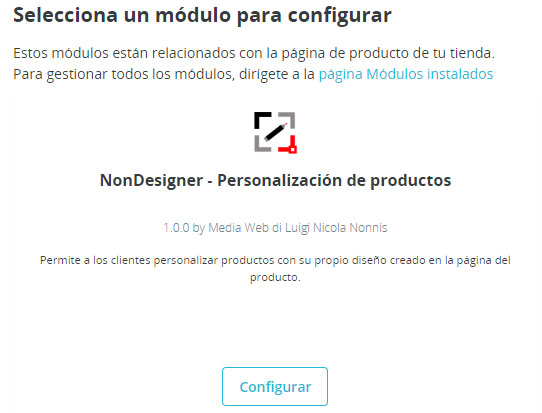 Selecciona un módulo para configurar
Estos módulos están relacionados con la página de producto de tu tienda.
Para gestionar todos los módulos, dirígete a la página Módulos instalados
NonDesigner - Personalización de productos
1.0.0 by Media Web di Luigi Nicola Nonnis
Permite a los clientes personalizar productos con su propio diseño creado en la página del
producto.
Configurar